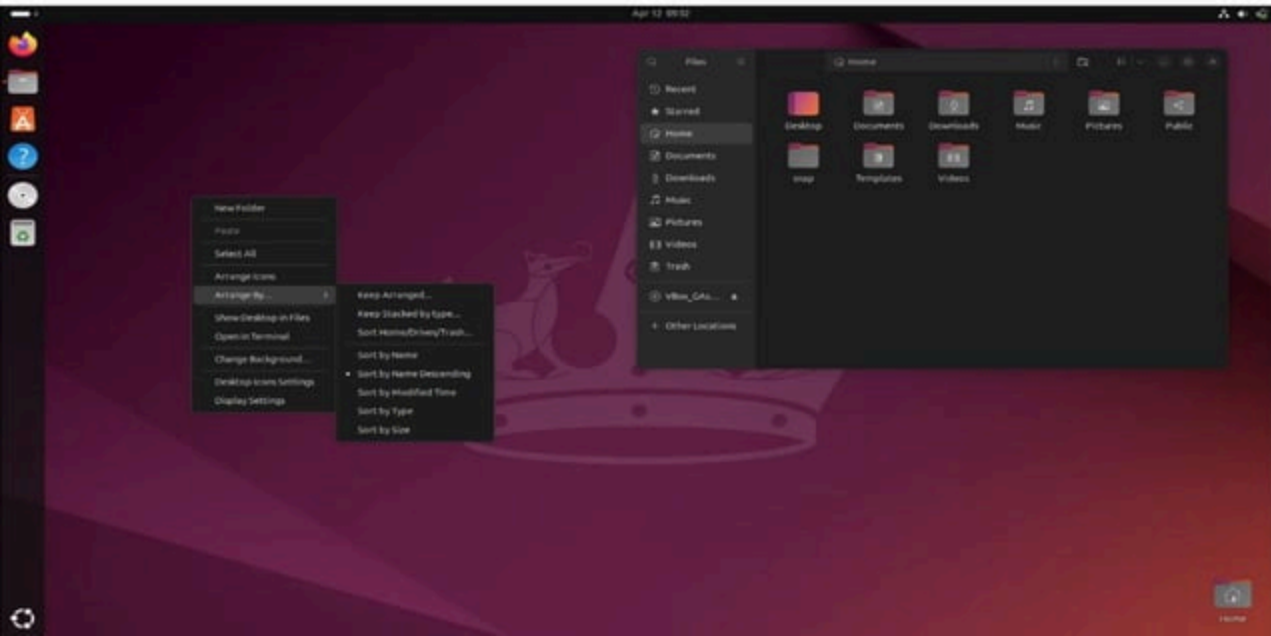 Apr 12
Files
Home
Recent
Starred
Home
Documents
Downloads
Music
Pictures
Videos
Trash
VBox_GAs...
Other Locations
Desktop
Documents
Downloads
Music
Pictures
Public
snap
Templates
Videos
New Folder
Paste
Select All
Arrange Icons
Arrange By...
Show Desktop in Files
Open in Terminal
Change Background...
Desktop Icons Settings
Display Settings
Keep Arranged...
Keep Stacked by type...
Sort Home/Drives/Trash...
Sort by Name
Sort by Name Descending
Sort by Modified Time
Sort by Type
Sort by Size
Home